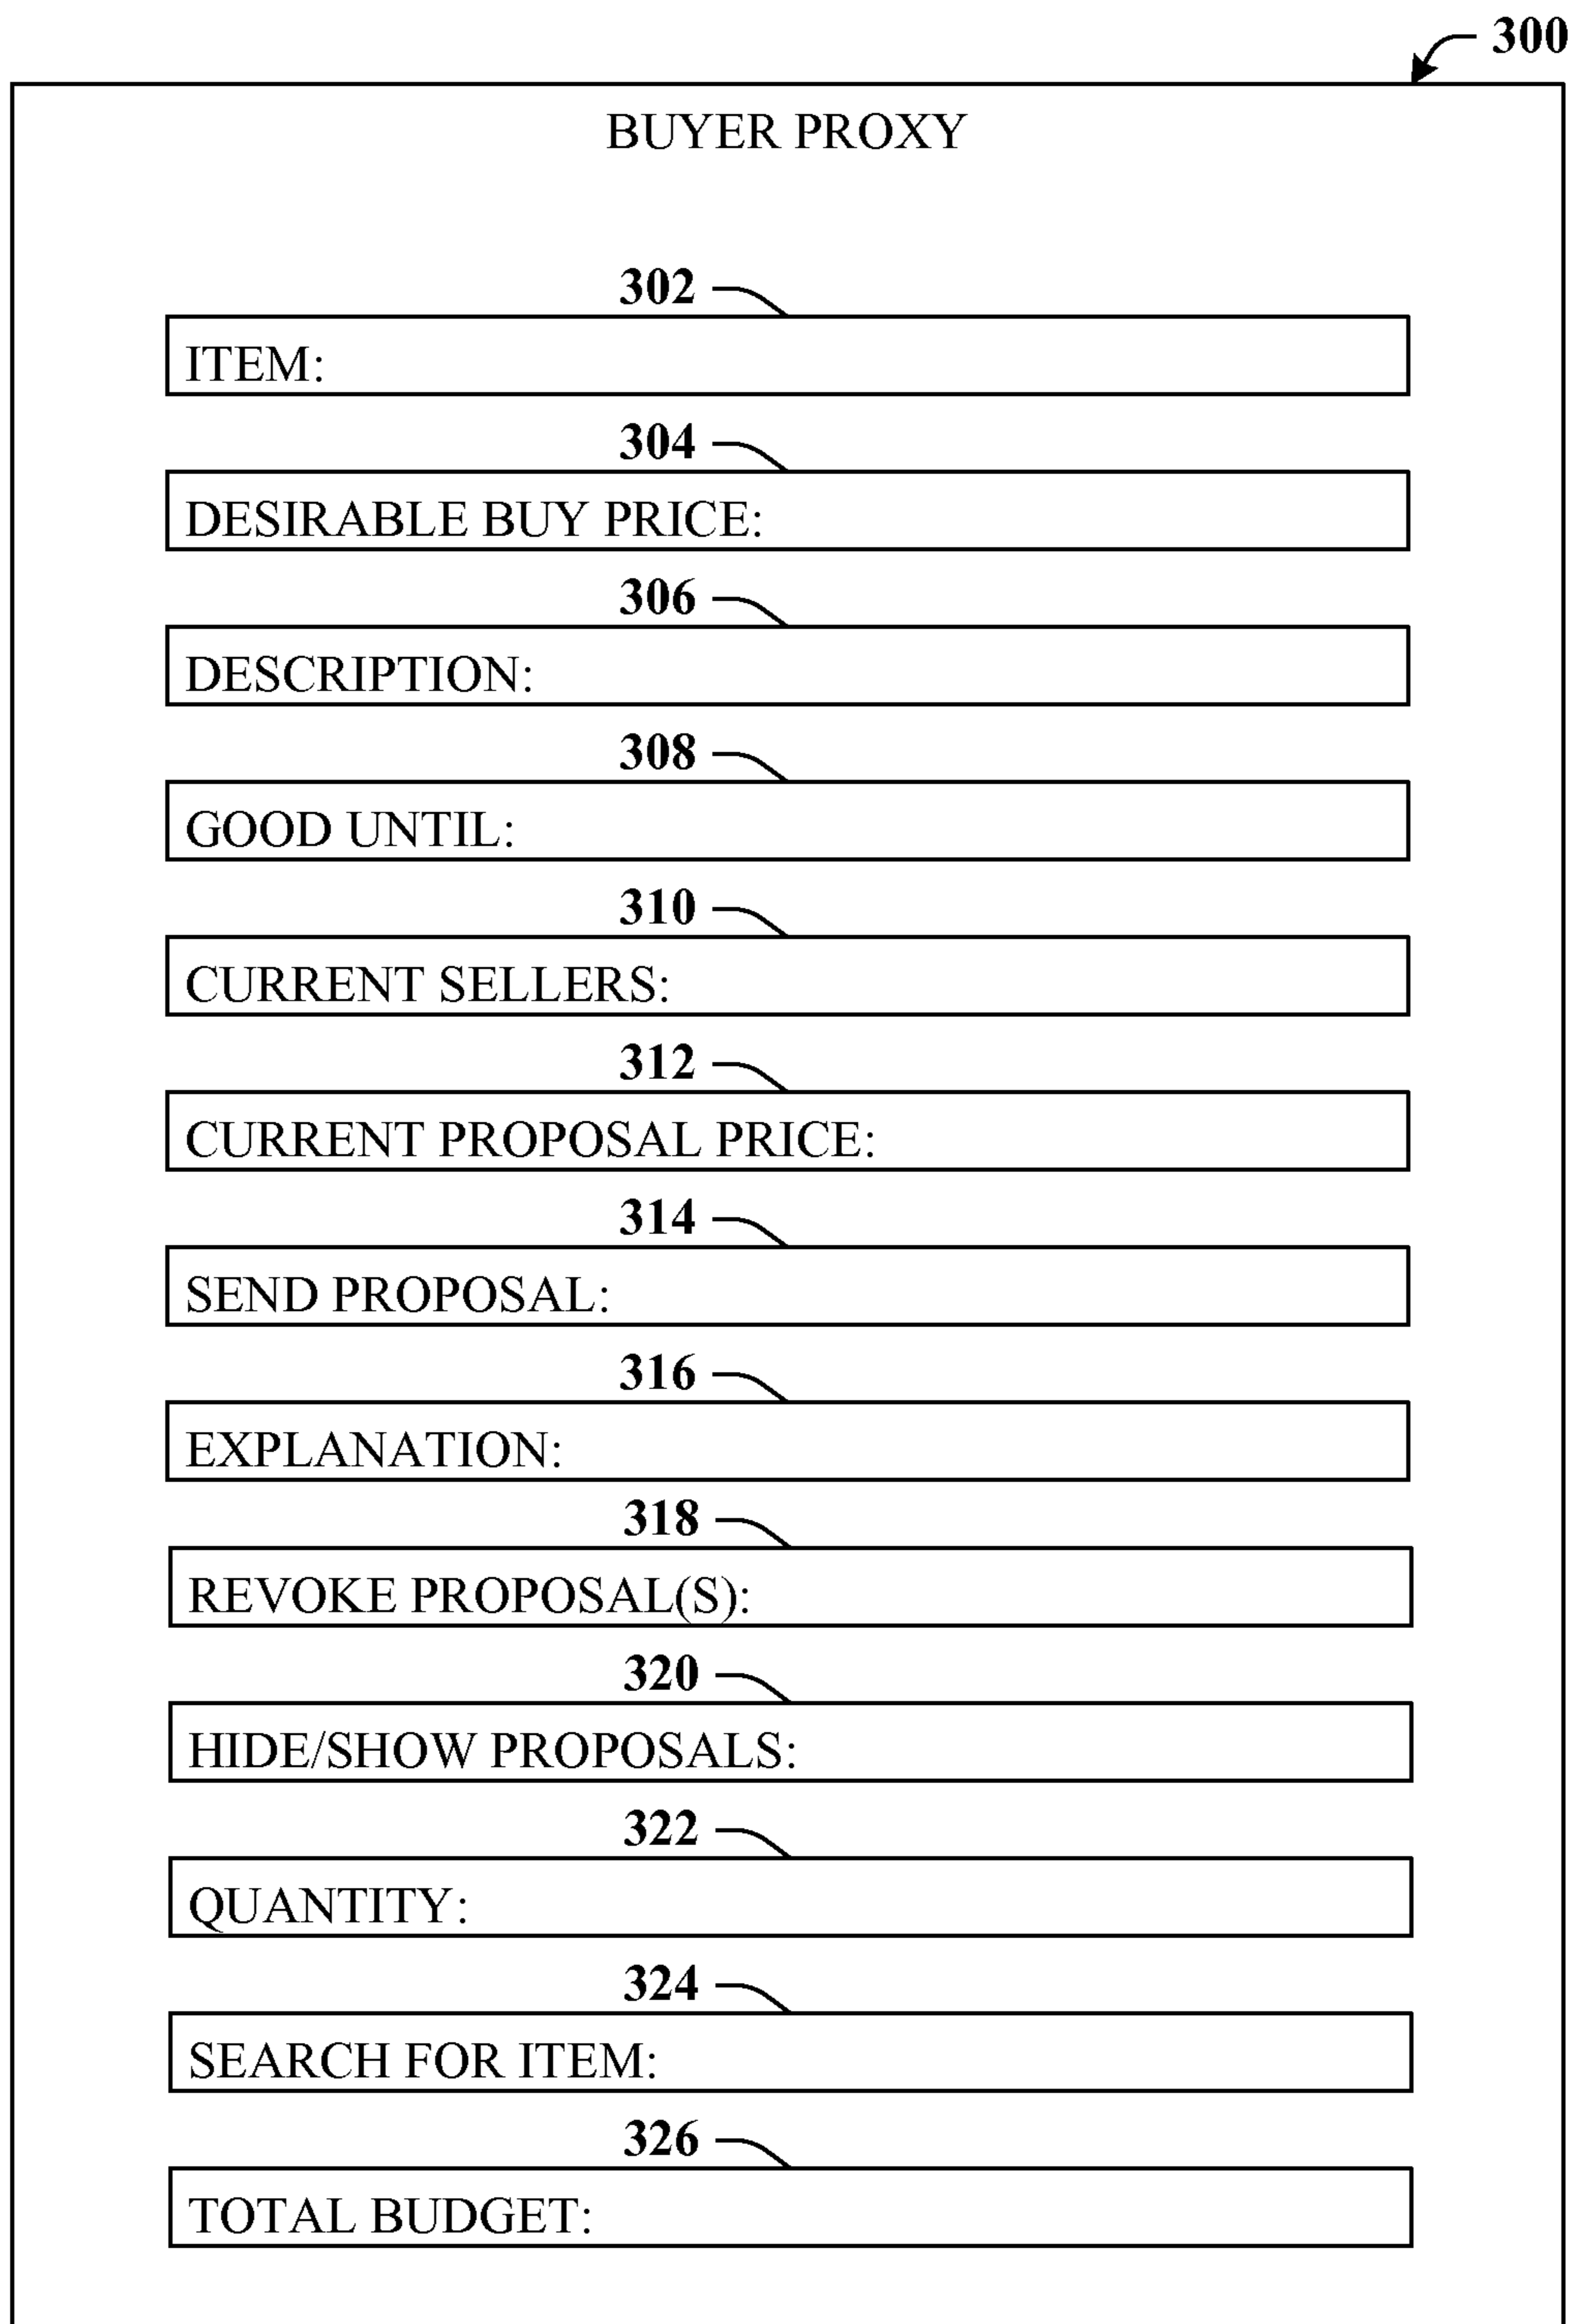 300
BUYER PROXY
302
ITEM:
304
DESIRABLE BUY PRICE:
306
DESCRIPTION:
308
GOOD UNTIL:
310
CURRENT SELLERS:
312
CURRENT PROPOSAL PRICE:
314
SEND PROPOSAL:
316
EXPLANATION:
318
REVOKE PROPOSAL(S):
320
HIDE/SHOW PROPOSALS:
322
QUANTITY:
324
SEARCH FOR ITEM:
326
TOTAL BUDGET: